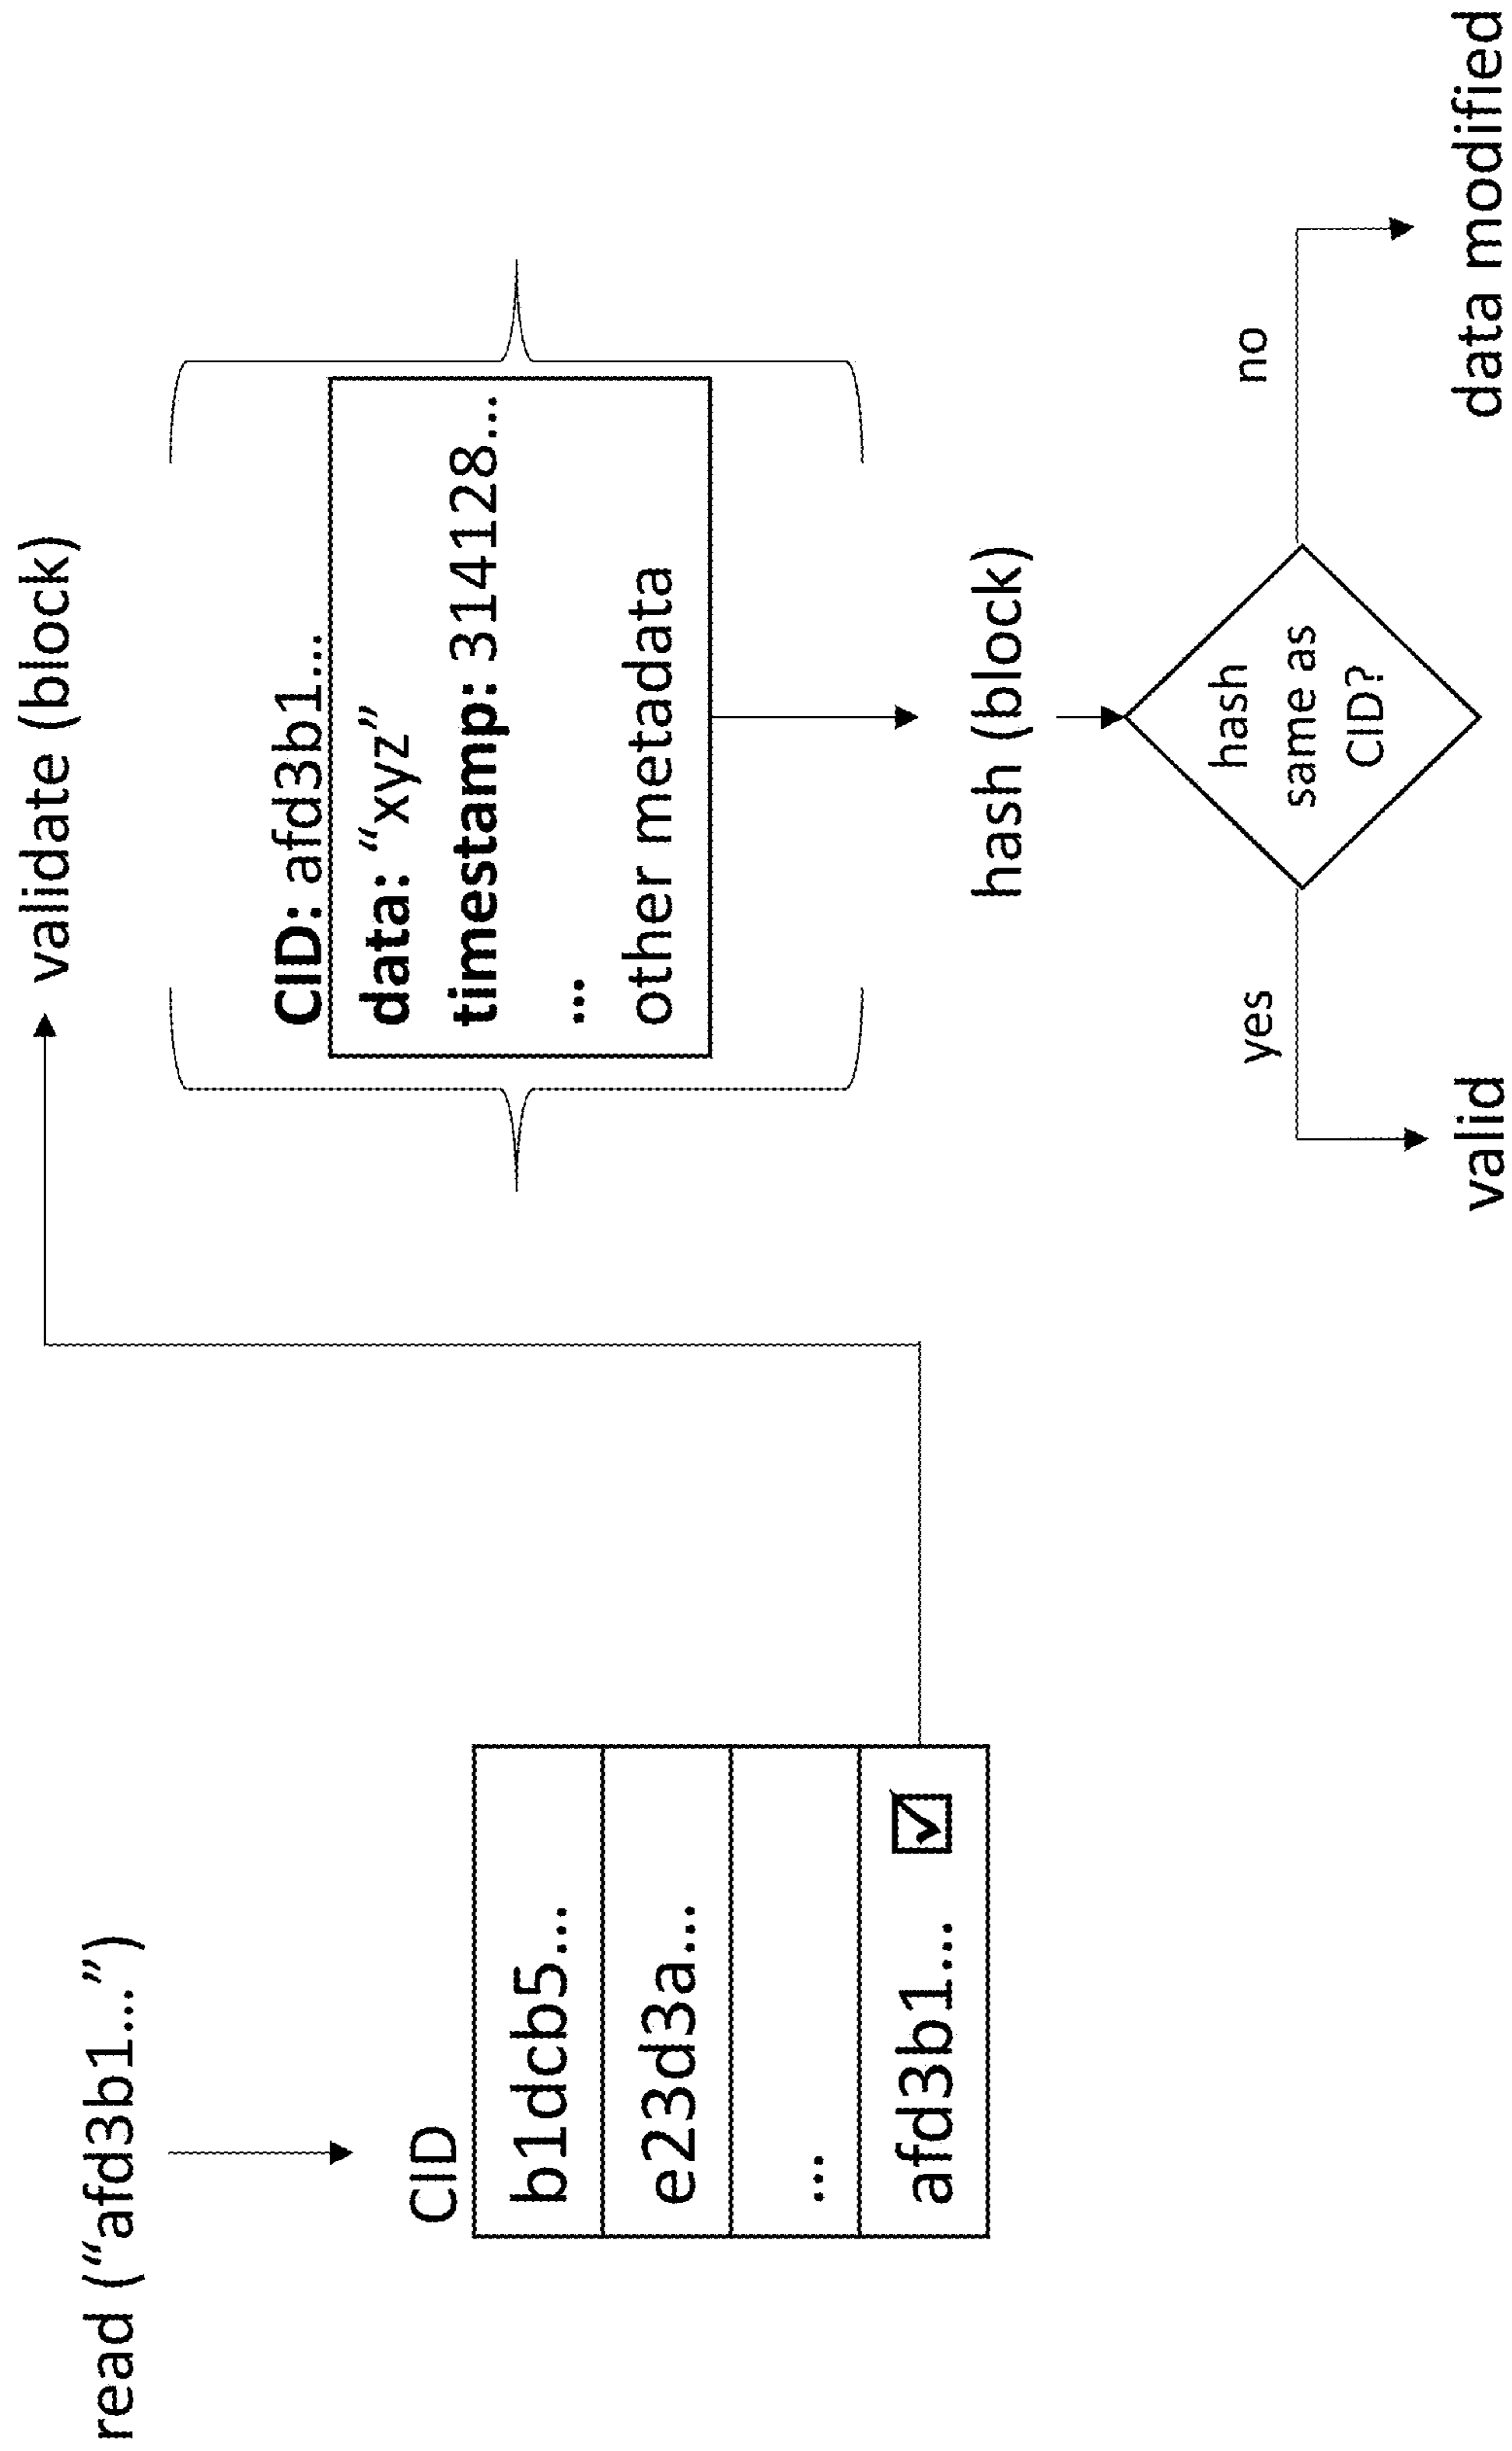 read (“afd3b1...”)
CID
b1dcb5...
e23d3a...
...
afd3b1...
validate (block)
CID: afd3b1...
data: “xyz”
timestamp: 314128...
...
other metadata
hash (block)
hash
same as
CID?
yes
no
valid
data modified